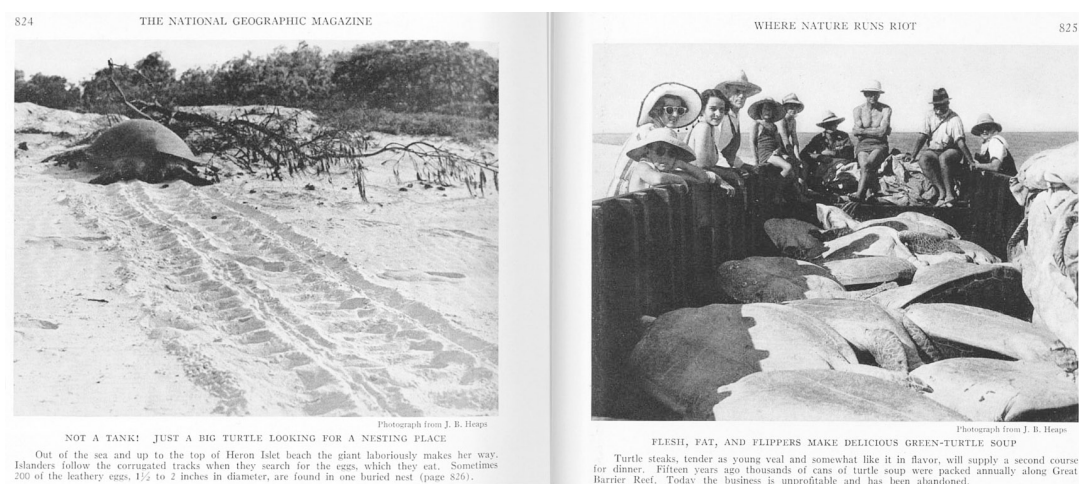 824
THE NATIONAL GEOGRAPHIC MAGAZINE
Photograph from J. B. Heaps
NOT A TANK! JUST A BIG TURTLE LOOKING FOR A NESTING PLACE
Out of the sea and up to the top of Heron Islet beach the giant laboriously makes her way.
Islanders follow the corrugated tracks when they search for the eggs, which they eat. Sometimes
200 of the leathery eggs, 1½ to 2 inches in diameter, are found in one buried nest (page 826).
WHERE NATURE RUNS RIOT
825
Photograph from J. B. Heaps
FLESH, FAT, AND FLIPPERS MAKE DELICIOUS GREEN-TURTLE SOUP
Turtle steaks, tender as young veal and somewhat like it in flavor, will supply a second course
for dinner. Fifteen years ago thousands of cans of turtle soup were packed annually along Great
Barrier Reef. Today the business is unprofitable and has been abandoned.